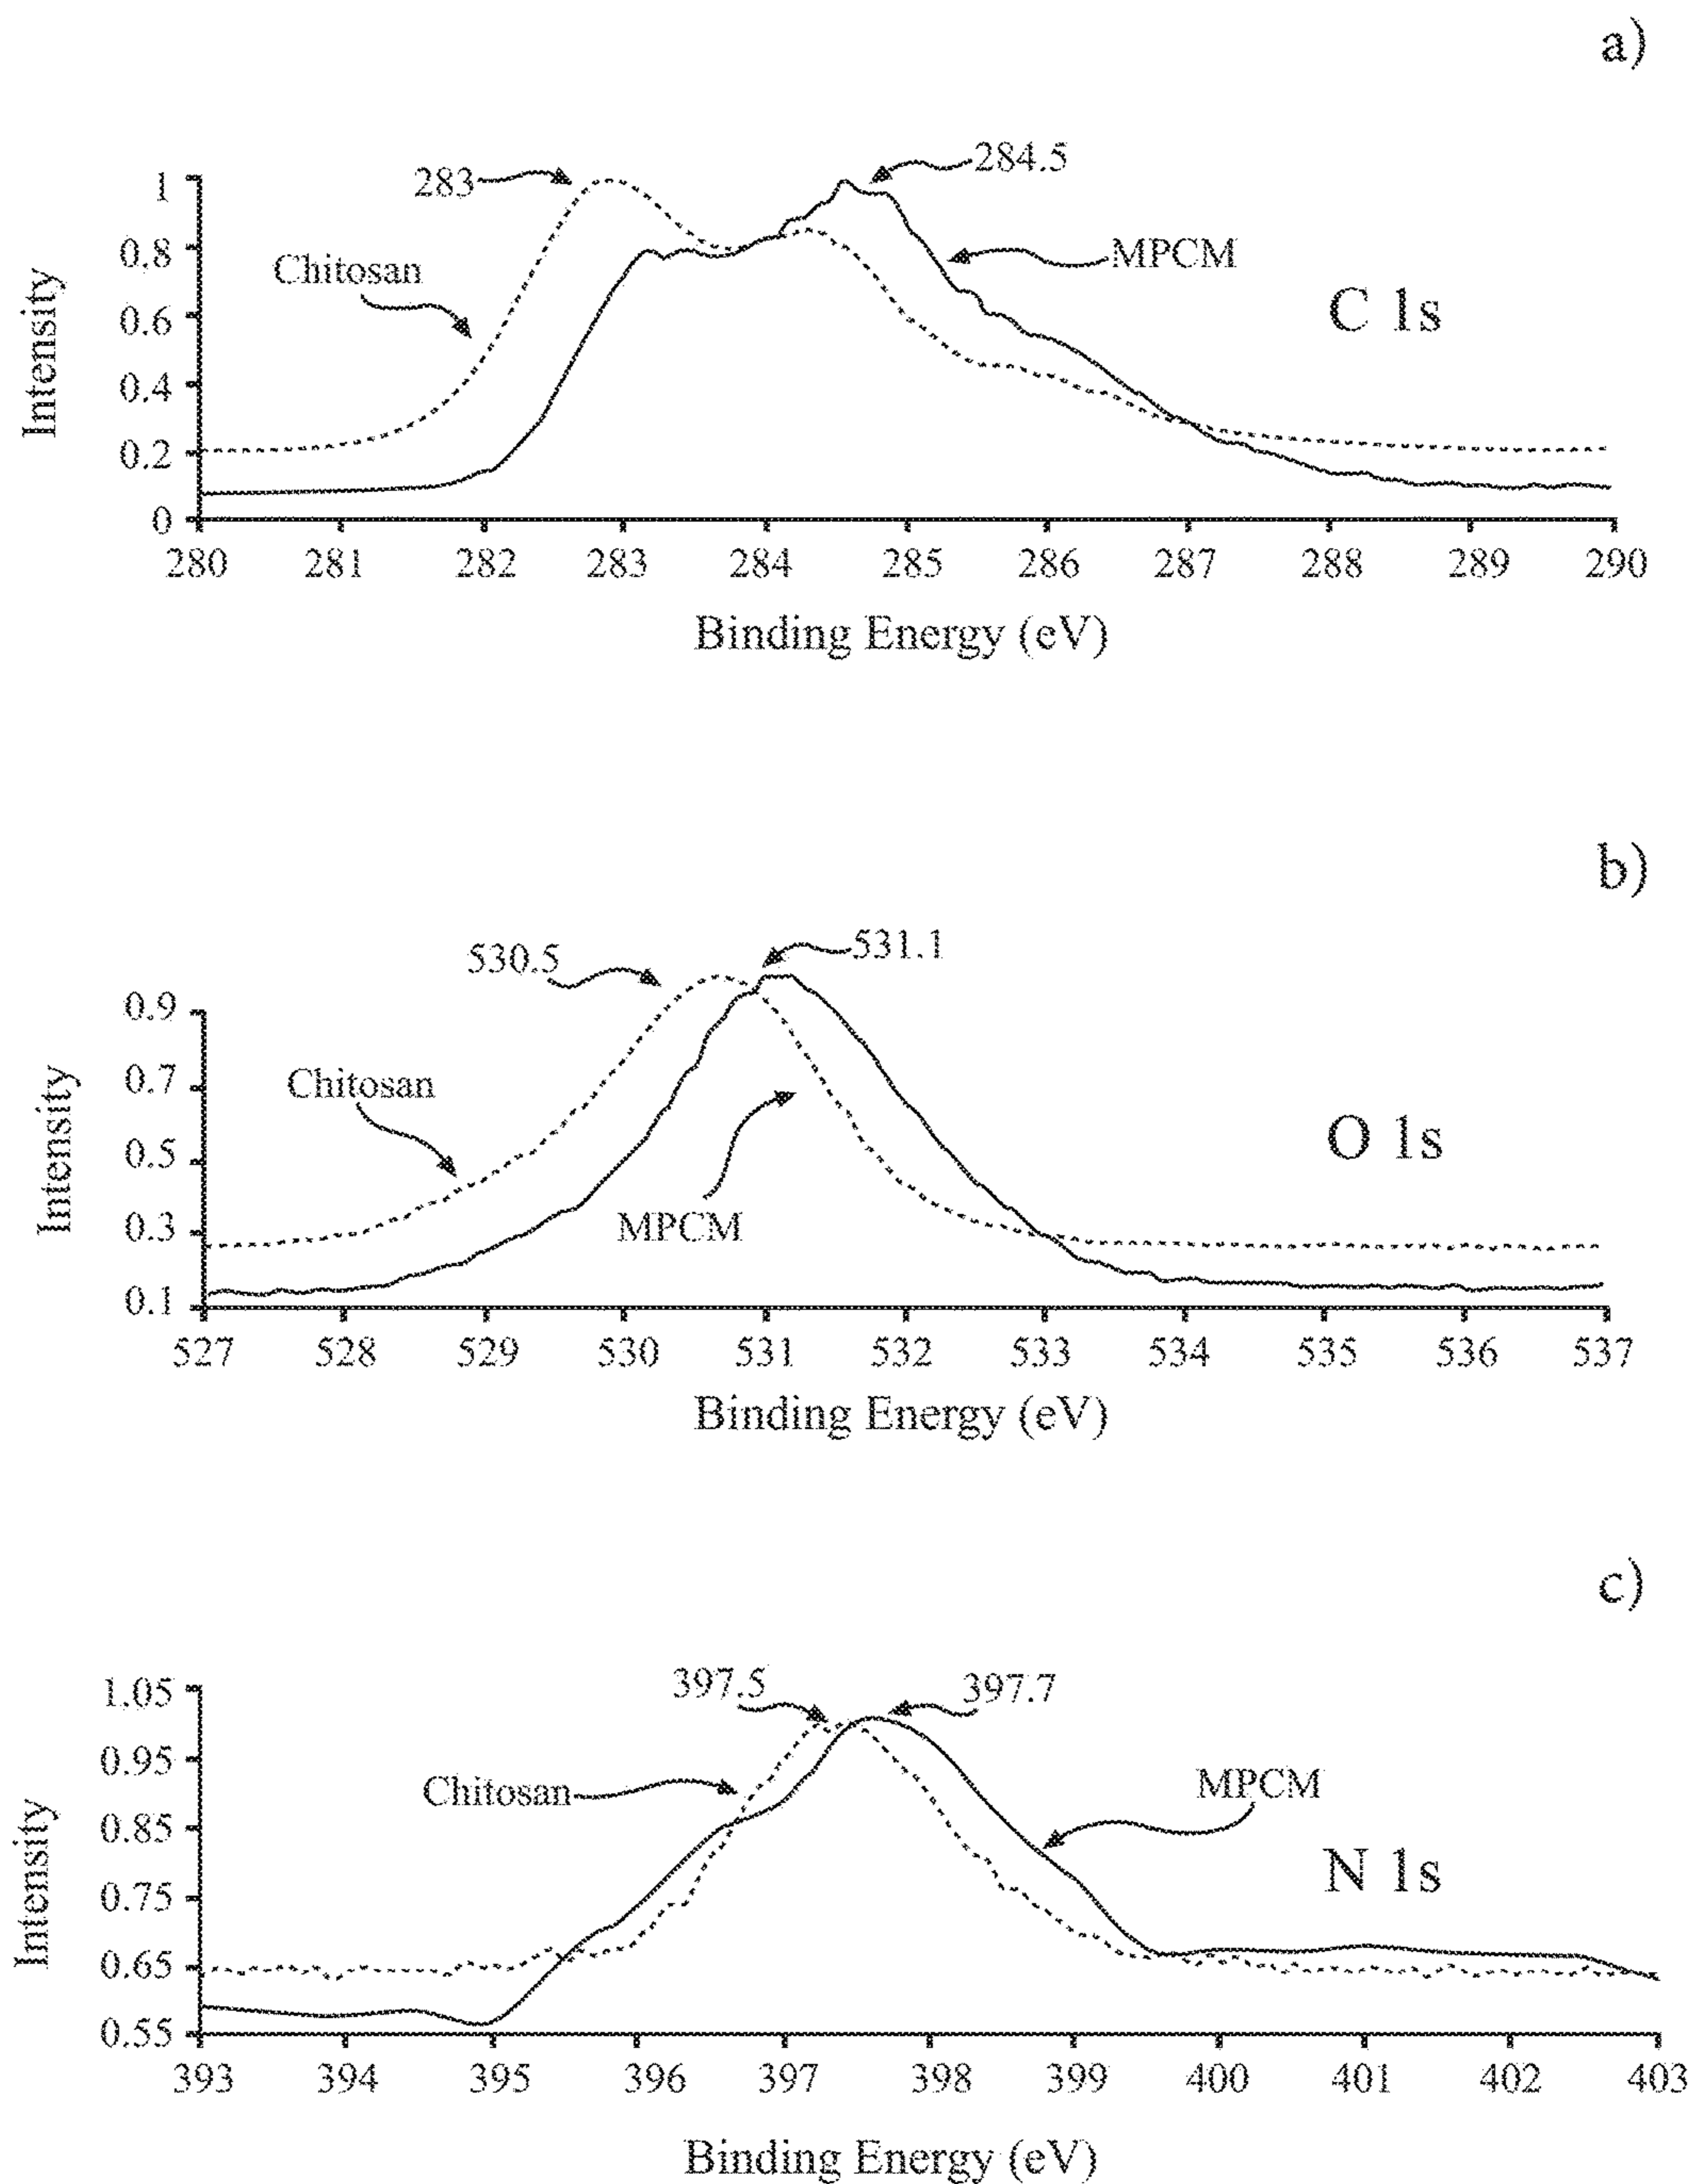 a)
283
284.5
1
0.8
0.6
0.4
0.2
0
Intensity
Chitosan
MPCM
C 1s
280 281 282 283 284 285 286 287 288 289 290
Binding Energy (eV)
b)
530.5
531.1
0.9
0.7
0.5
0.3
0.1
Intensity
Chitosan
MPCM
O 1s
527 528 529 530 531 532 533 534 535 536 537
Binding Energy (eV)
c)
397.5
397.7
1.05
0.95
0.85
0.75
0.65
0.55
Intensity
Chitosan
MPCM
N 1s
393 394 395 396 397 398 399 400 401 402 403
Binding Energy (eV)